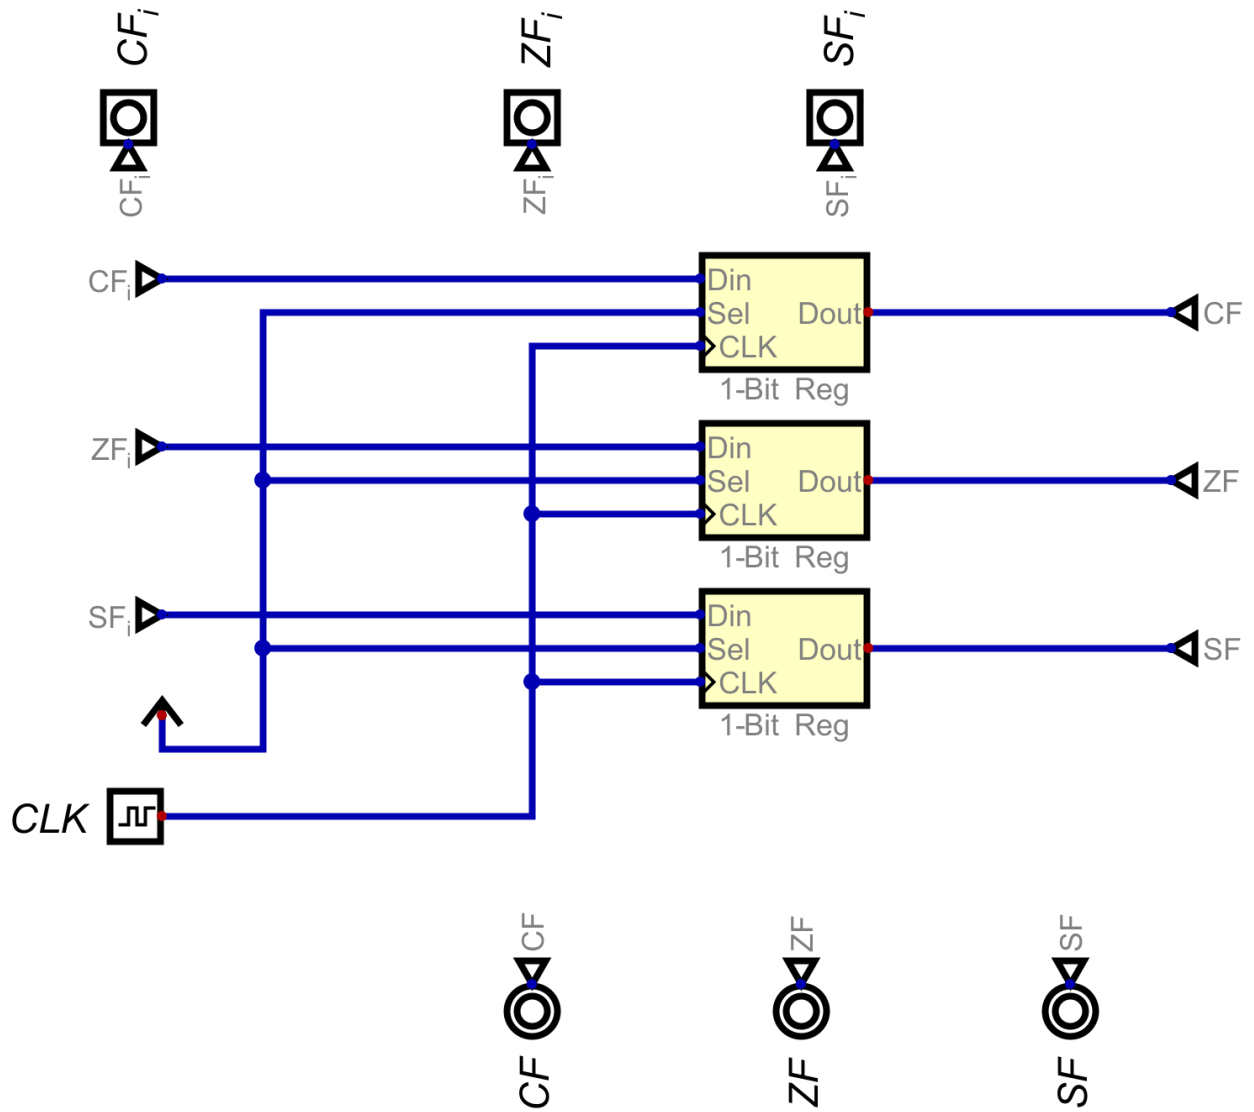 CFi
ZFi
SFi
CFi
ZFi
SFi
CFi
Din
Sel
Dout
CF
CLK
1-Bit Reg
ZFi
Din
Sel
Dout
ZF
CLK
1-Bit Reg
SFi
Din
Sel
Dout
SF
CLK
1-Bit Reg
CLK
CF
ZF
SF
CF
ZF
SF